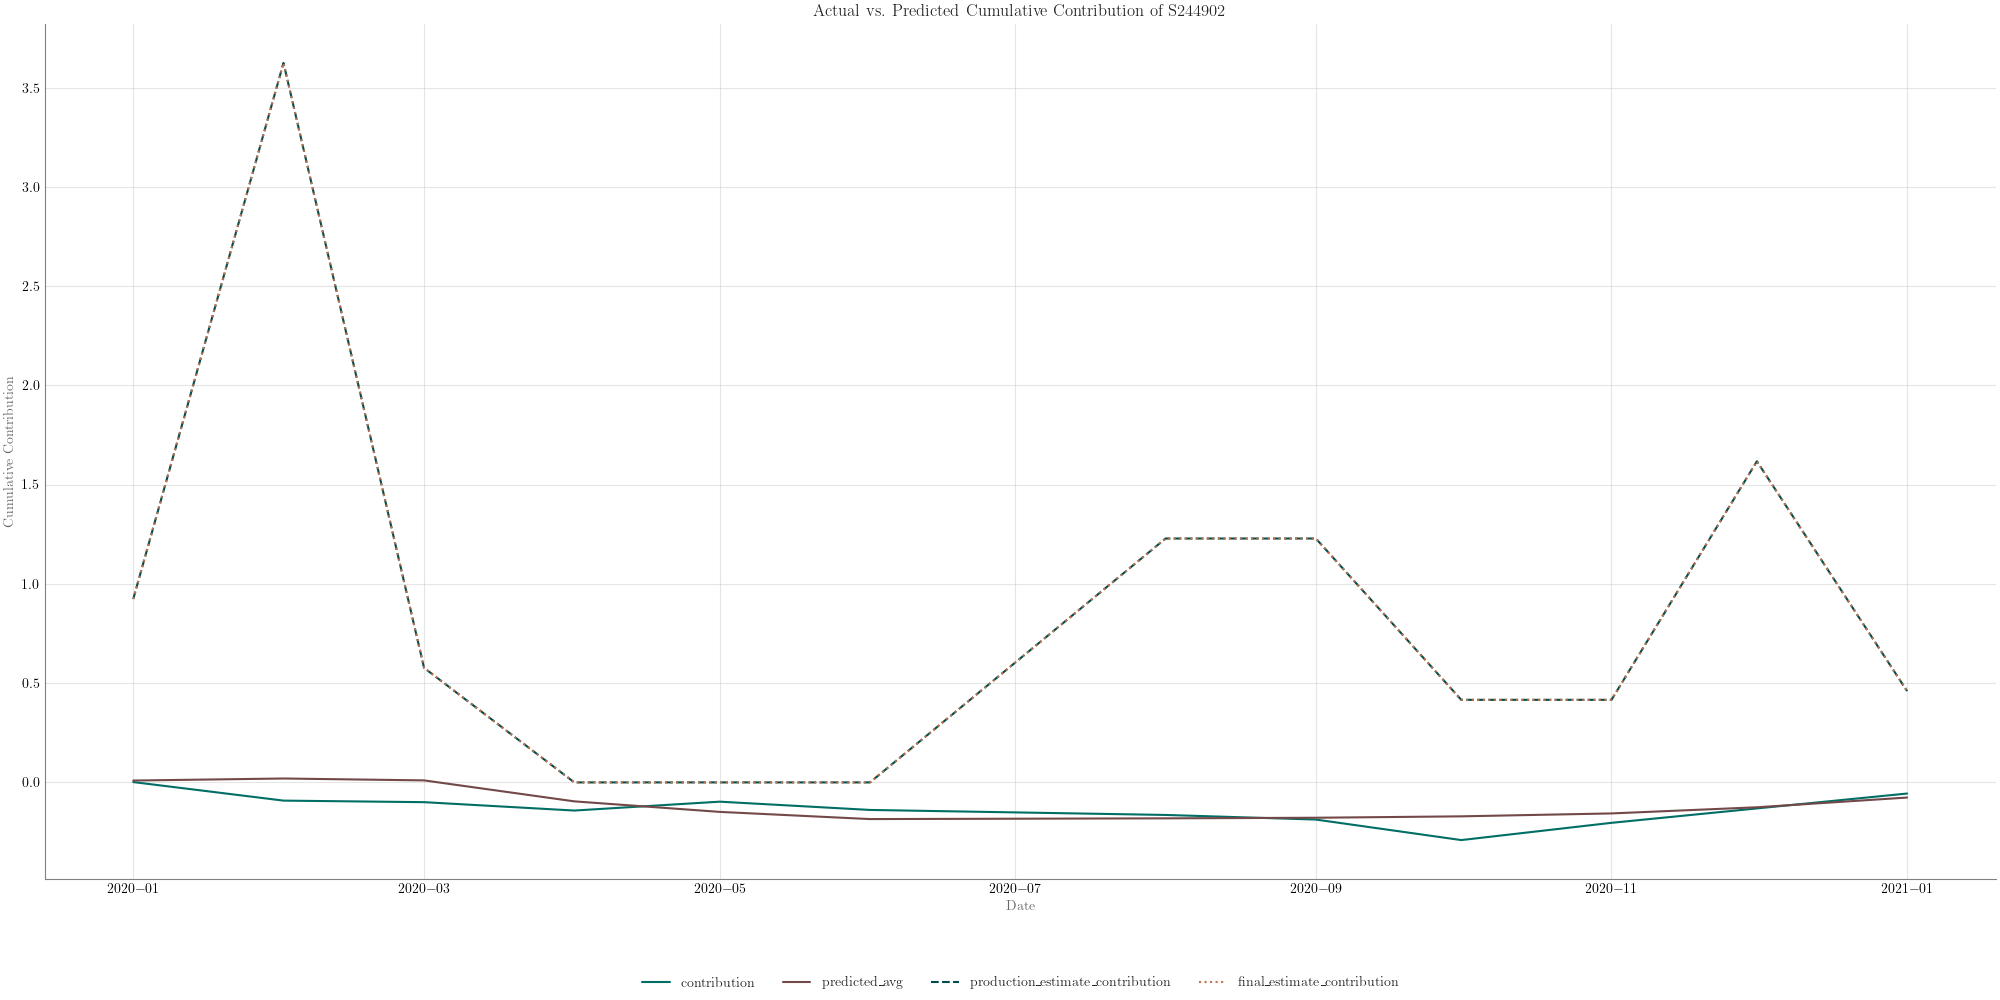 Actual vs. Predicted Cumulative Contribution of S244902
Cumulative Contribution
3.5
3.0
2.5
2.0
1.5
1.0
0.5
0.0
2020−01
2020−03
2020−05
2020−07
2020−09
2020−11
2021−01
Date
contribution
predicted_avg
production_estimate_contribution
final_estimate_contribution